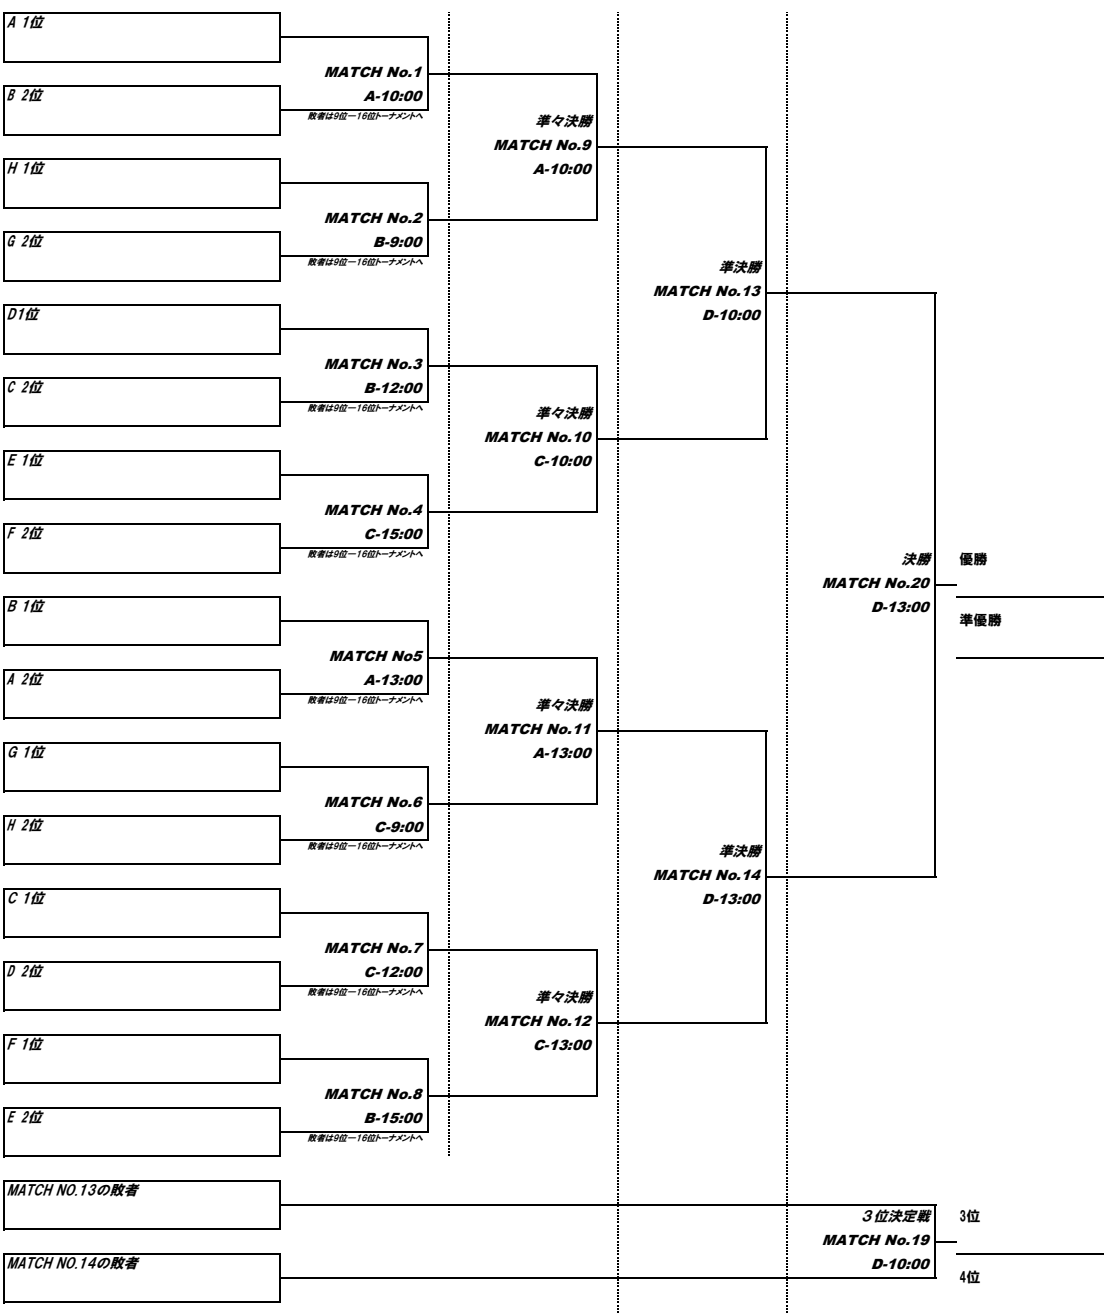 A 1位
MATCH No.1
B 2位
A-10:00
敗者は9位－16位トーナメントへ
準々決勝
MATCH No.9
A-10:00
H 1位
MATCH No.2
G 2位
B-9:00
敗者は9位－16位トーナメントへ
準決勝
MATCH No.13
D-10:00
D1位
MATCH No.3
C 2位
B-12:00
敗者は9位－16位トーナメントへ
準々決勝
MATCH No.10
C-10:00
E 1位
MATCH No.4
F 2位
C-15:00
敗者は9位－16位トーナメントへ
決勝
優勝
MATCH No.20
D-13:00
準優勝
B 1位
MATCH No5
A 2位
A-13:00
敗者は9位－16位トーナメントへ
準々決勝
MATCH No.11
A-13:00
G 1位
MATCH No.6
H 2位
C-9:00
敗者は9位－16位トーナメントへ
準決勝
MATCH No.14
D-13:00
C 1位
MATCH No.7
D 2位
C-12:00
敗者は9位－16位トーナメントへ
準々決勝
MATCH No.12
C-13:00
F 1位
MATCH No.8
E 2位
B-15:00
敗者は9位－16位トーナメントへ
MATCH NO.13の敗者
３位決定戦
3位
MATCH No.19
MATCH NO.14の敗者
D-10:00
4位